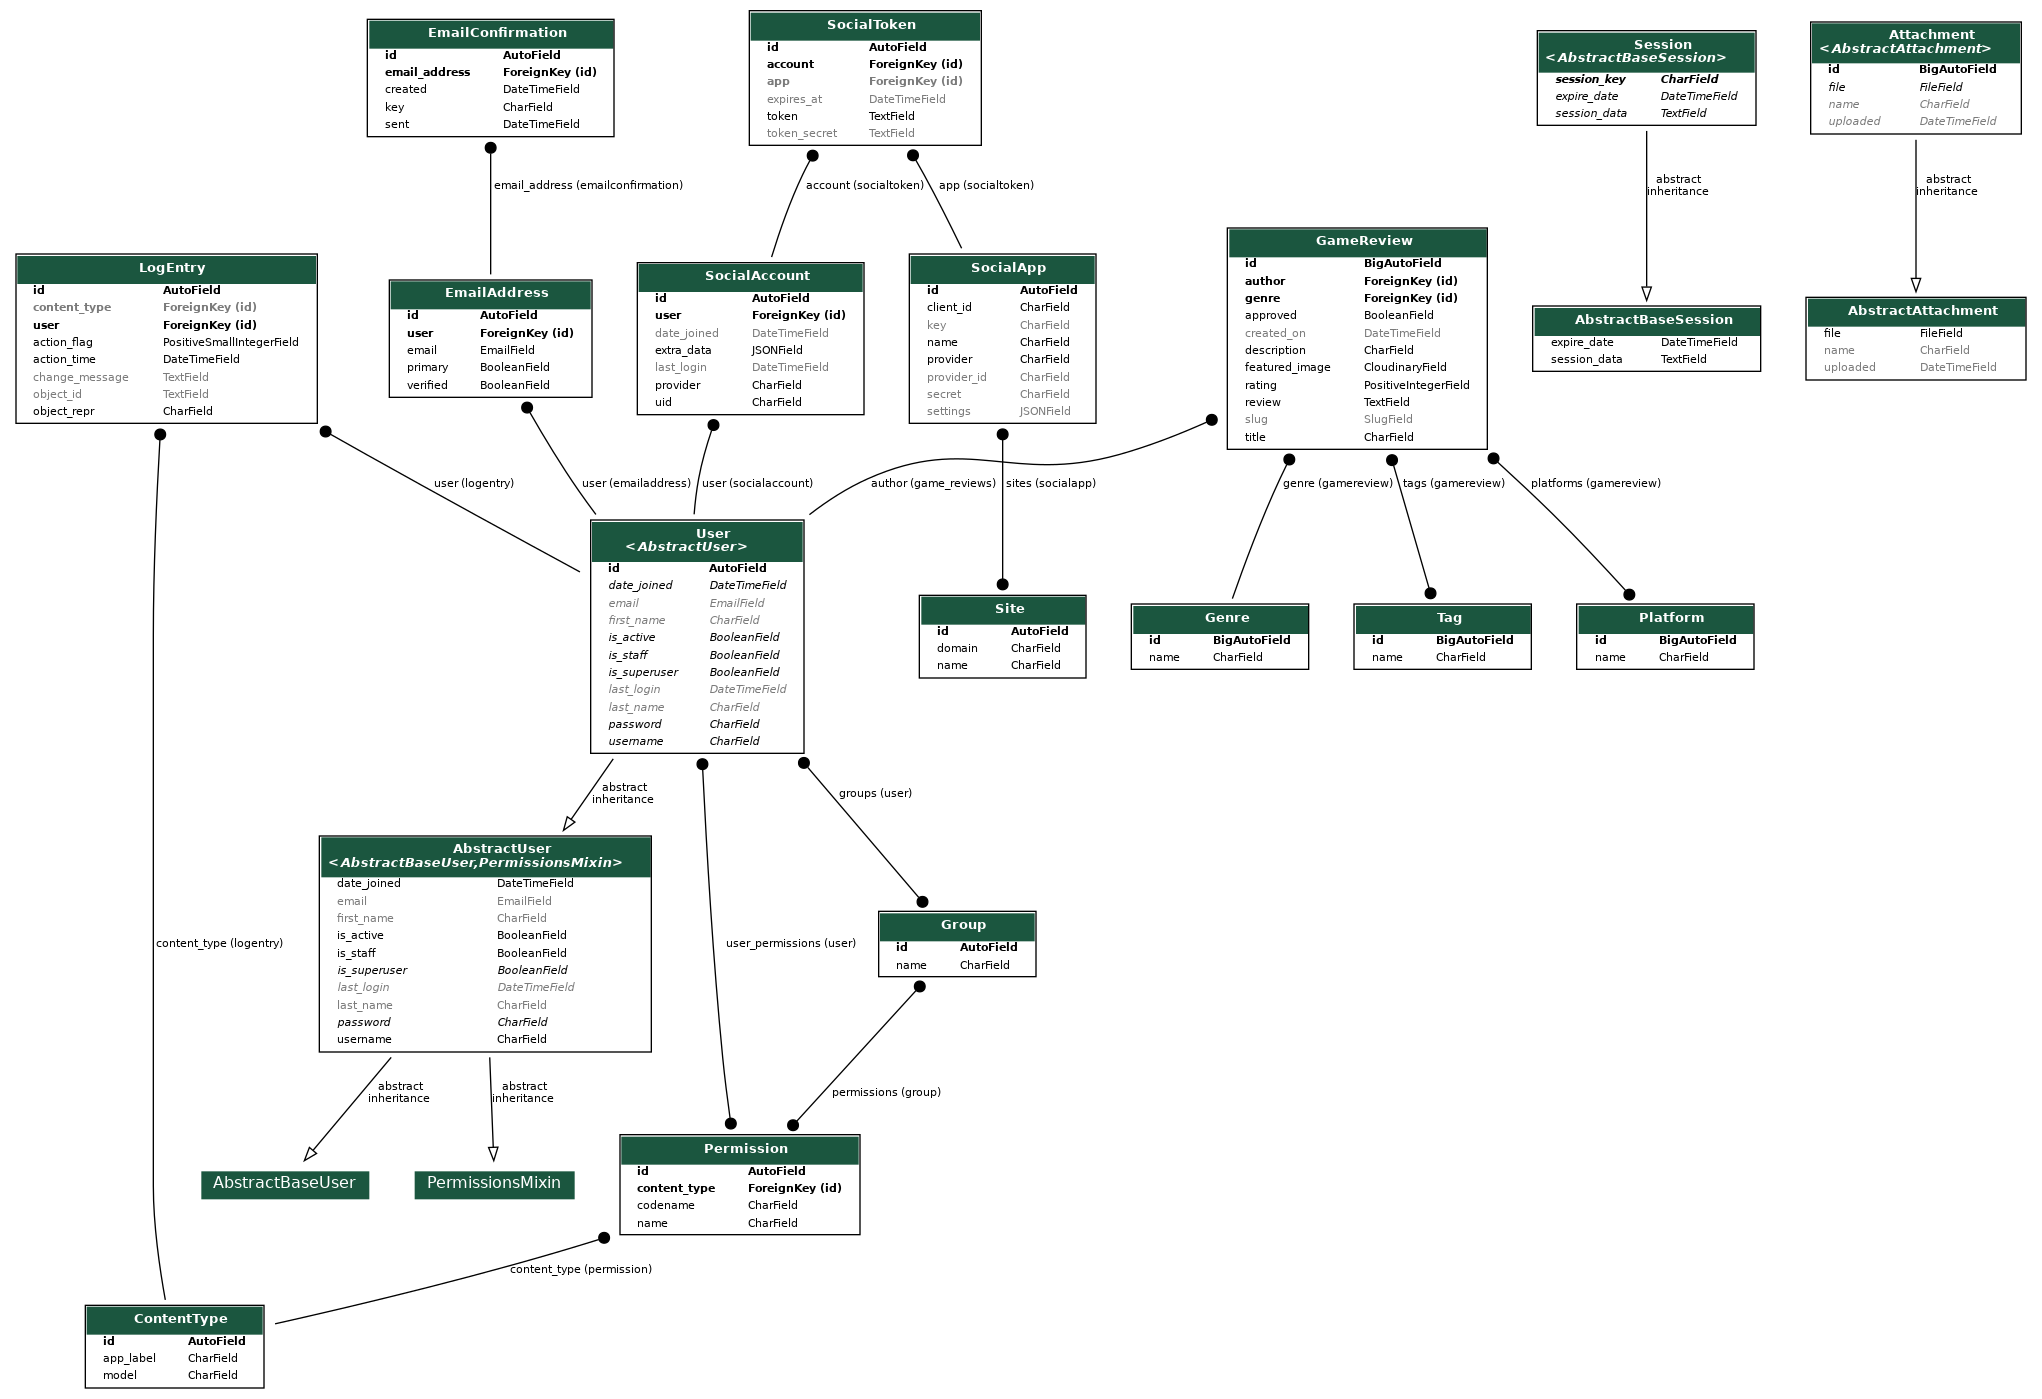 EmailConfirmation
id AutoField
email_address ForeignKey (id)
created DateTimeField
key CharField
sent DateTimeField
SocialToken
id AutoField
account ForeignKey (id)
app ForeignKey (id)
expires_at DateTimeField
token TextField
token_secret TextField
Session
<AbstractBaseSession>
session_key CharField
expire_date DateTimeField
session_data TextField
Attachment
<AbstractAttachment>
id BigAutoField
file FileField
name CharField
uploaded DateTimeField
email_address (emailconfirmation)
account (socialtoken)
app (socialtoken)
abstract
inheritance
abstract
inheritance
LogEntry
id AutoField
content_type ForeignKey (id)
user ForeignKey (id)
action_flag PositiveSmallIntegerField
action_time DateTimeField
change_message TextField
object_id TextField
object_repr CharField
EmailAddress
id AutoField
user ForeignKey (id)
email EmailField
primary BooleanField
verified BooleanField
SocialAccount
id AutoField
user ForeignKey (id)
date_joined DateTimeField
extra_data JSONField
last_login DateTimeField
provider CharField
uid CharField
SocialApp
id AutoField
client_id CharField
key CharField
name CharField
provider CharField
provider_id CharField
secret CharField
settings JSONField
GameReview
id BigAutoField
author ForeignKey (id)
genre ForeignKey (id)
approved BooleanField
created_on DateTimeField
description CharField
featured_image CloudinaryField
rating PositiveIntegerField
review TextField
slug SlugField
title CharField
AbstractBaseSession
expire_date DateTimeField
session_data TextField
AbstractAttachment
file FileField
name CharField
uploaded DateTimeField
user (logentry)
user (emailaddress)
user (socialaccount)
author (game_reviews)
sites (socialapp)
genre (gamereview)
tags (gamereview)
platforms (gamereview)
User
<AbstractUser>
id AutoField
date_joined DateTimeField
email EmailField
first_name CharField
is_active BooleanField
is_staff BooleanField
is_superuser BooleanField
last_login DateTimeField
last_name CharField
password CharField
username CharField
Site
id AutoField
domain CharField
name CharField
Genre
id BigAutoField
name CharField
Tag
id BigAutoField
name CharField
Platform
id BigAutoField
name CharField
abstract
inheritance
groups (user)
AbstractUser
<AbstractBaseUser,PermissionsMixin>
date_joined DateTimeField
email EmailField
first_name CharField
is_active BooleanField
is_staff BooleanField
is_superuser BooleanField
last_login DateTimeField
last_name CharField
password CharField
username CharField
content_type (logentry)
user_permissions (user)
Group
id AutoField
name CharField
abstract
inheritance
abstract
inheritance
permissions (group)
AbstractBaseUser
PermissionsMixin
Permission
id AutoField
content_type ForeignKey (id)
codename CharField
name CharField
content_type (permission)
ContentType
id AutoField
app_label CharField
model CharField